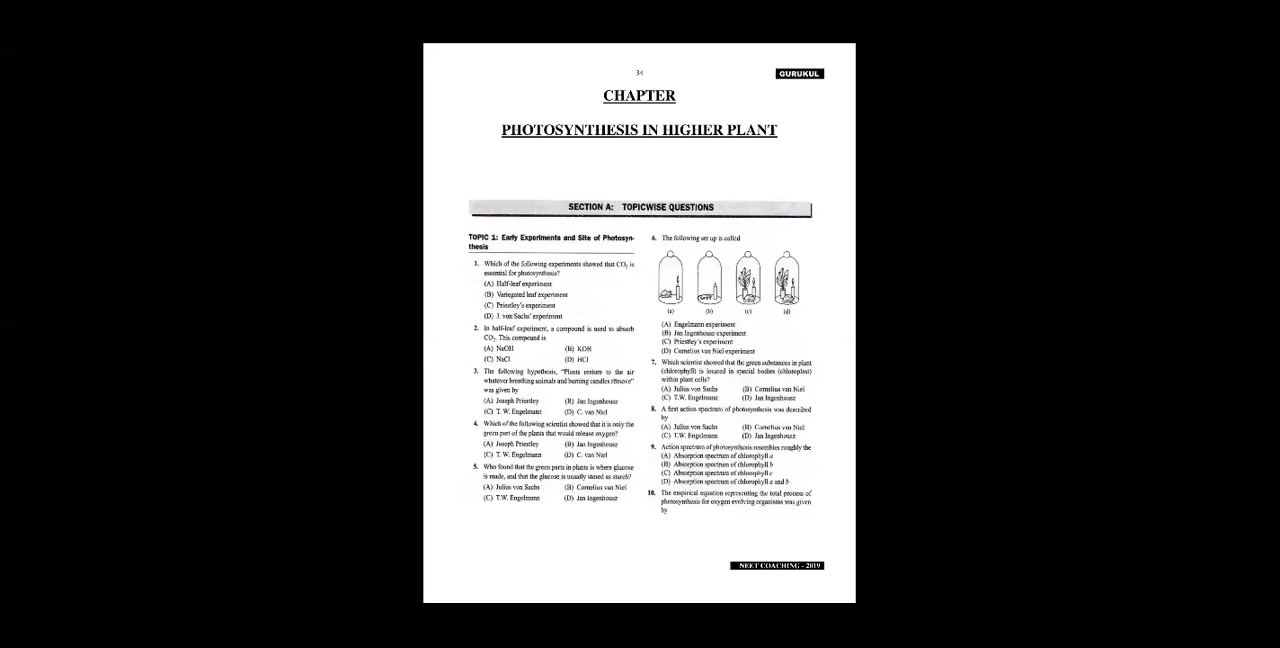 34
GURUKUL
CHAPTER
PHOTOSYNTHESIS IN HIGHER PLANT
SECTION A: TOPICWISE QUESTIONS
TOPIC 1: Early Experiments and Site of Photosyn-
thesis
1. Which of the following experiments showed that CO₂ is
essential for photosynthesis?
(A) Half-leaf experiment
(B) Variegated leaf experiment
(C) Priestley's experiment
(D) J. von Sachs' experiment
2. In half-leaf experiment, a compound is used to absorb
CO₂. This compound is
(A) NaOH (B) KOH
(C) NaCl (D) HCl
3. The following hypothesis, "Plants restore to the air
whatever breathing animals and burning candles remove"
was given by
(A) Joseph Priestley (B) Jan Ingenhousz
(C) T. W. Engelmann (D) C. van Niel
4. Which of the following scientist showed that it is only the
green part of the plants that would release oxygen?
(A) Joseph Priestley (B) Jan Ingenhousz
(C) T. W. Engelmann (D) C. van Niel
5. Who found that the green parts in plants is where glucose
is made, and that the glucose is usually stored as starch?
(A) Julius von Sachs (B) Cornelius van Niel
(C) T.W. Engelmann (D) Jan Ingenhousz
6. The following set up is called
(a) (b) (c) (d)
(A) Engelmann experiment
(B) Jan Ingenhousz experiment
(C) Priestley's experiment
(D) Cornelius van Niel experiment
7. Which scientist showed that the green substances in plant
(chlorophyll) is located in special bodies (chloroplast)
within plant cells?
(A) Julius von Sachs (B) Cornelius van Niel
(C) T.W. Engelmann (D) Jan Ingenhousz
8. A first action spectrum of photosynthesis was described
by
(A) Julius von Sachs (B) Cornelius van Niel
(C) T.W. Engelmann (D) Jan Ingenhousz
9. Action spectrum of photosynthesis resembles roughly the
(A) Absorption spectrum of chlorophyll a
(B) Absorption spectrum of chlorophyll b
(C) Absorption spectrum of chlorophyll c
(D) Absorption spectrum of chlorophyll a and b
10. The empirical equation representing the total process of
photosynthesis for oxygen evolving organisms was given
by
NEET COACHING - 2019